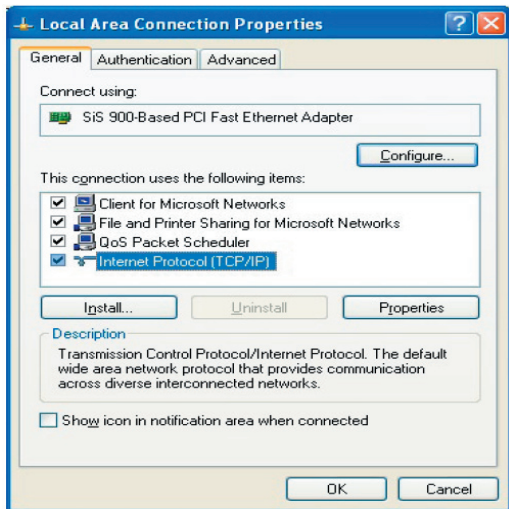 Local Area Connection Properties
General Authentication Advanced
Connect using:
SiS 900-Based PCI Fast Ethernet Adapter
Configure...
This connection uses the following items:
Client for Microsoft Networks
File and Printer Sharing for Microsoft Networks
QoS Packet Scheduler
Internet Protocol (TCP/IP)
Install... Uninstall Properties
Description
Transmission Control Protocol/Internet Protocol. The default
wide area network protocol that provides communication
across diverse interconnected networks.
Show icon in notification area when connected
OK Cancel